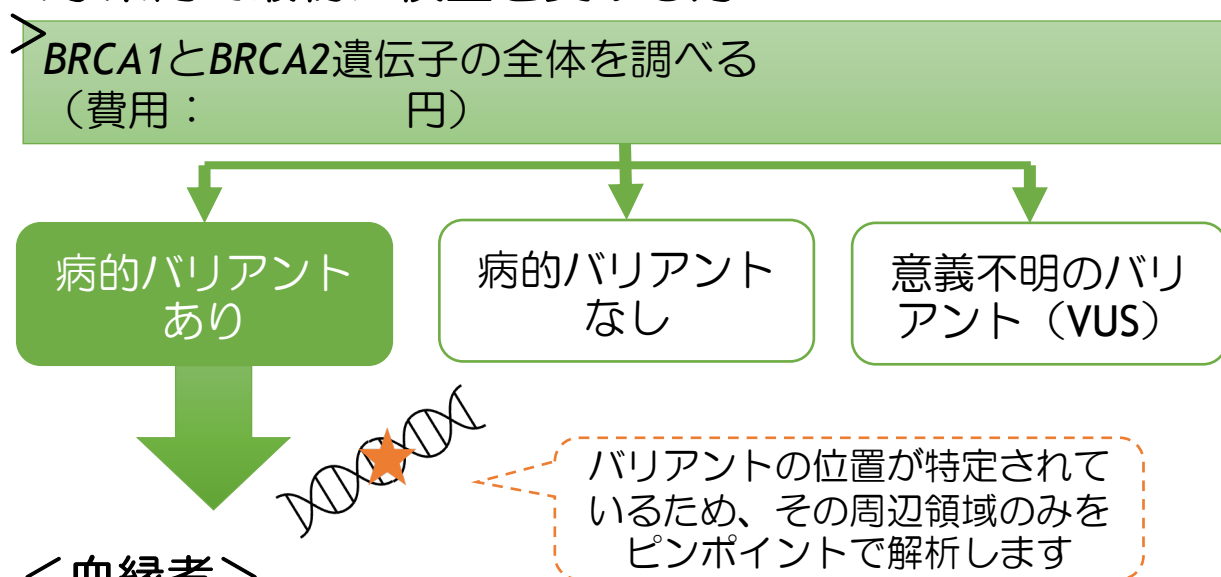 ＞
BRCA1とBRCA2遺伝子の全体を調べる
（費用：　　　　　　円）
病的バリアント
あり
病的バリアント
なし
意義不明のバリ
アント（VUS）
バリアントの位置が特定されて
いるため、その周辺領域のみを
ピンポイントで解析します
＜血縁者＞